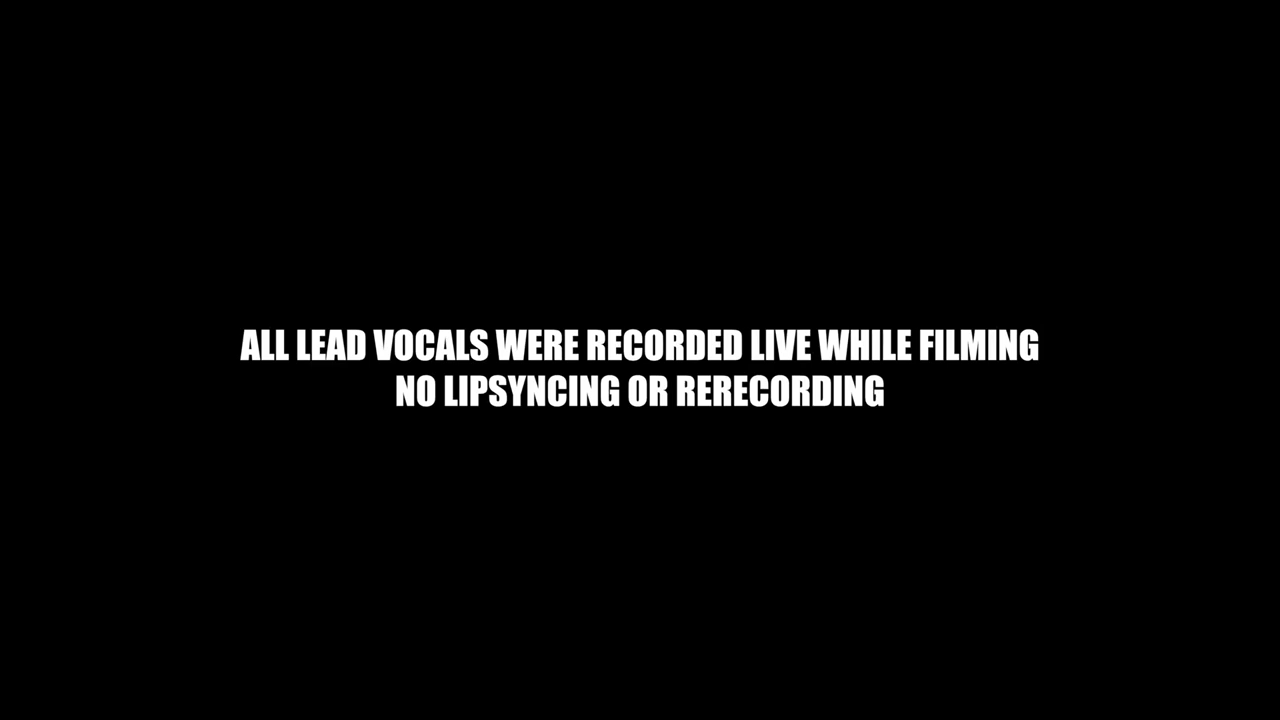 ALL LEAD VOCALS WERE RECORDED LIVE WHILE FILMING
NO LIPSYNCING OR RERECORDING